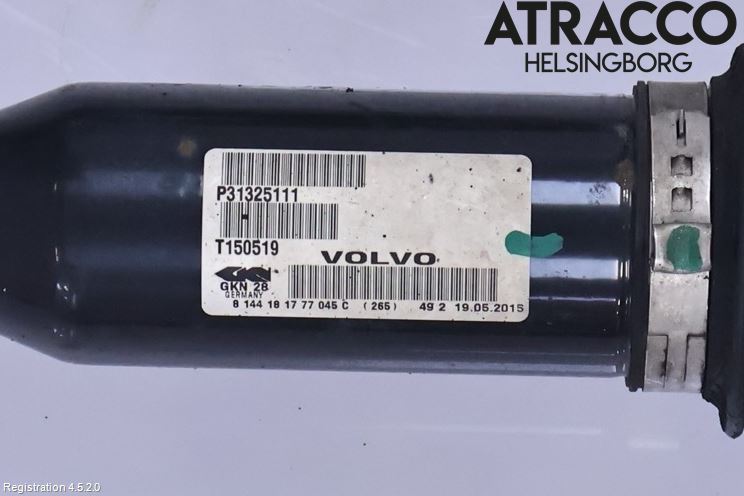 ATRACCO
HELSINGBORG
P31325111
T150519
VOLVO
GKN 28
GERMANY
8 144 18 17 77 045 C (265) 49 2 19.05.2015
Registration 4.5.2.0